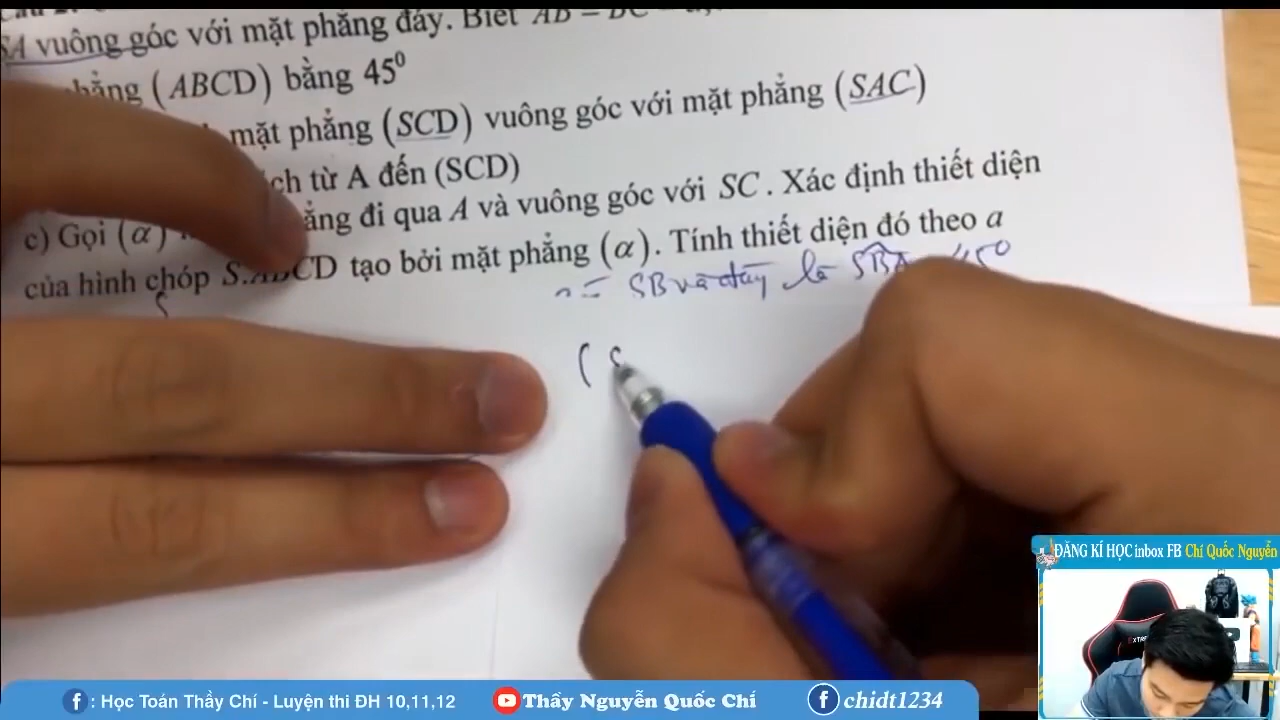 SA vuông góc với mặt phẳng đáy. Biết AB = BC =
phẳng (ABCD) bằng 45⁰
mặt phẳng (SCD) vuông góc với mặt phẳng (SAC)
từ A đến (SCD)
c) Gọi (α) đi qua A và vuông góc với SC. Xác định thiết diện
của hình chóp S.ABCD tạo bởi mặt phẳng (α). Tính thiết diện đó theo a
SB và đáy là SBA
S
( S
ĐĂNG KÍ HỌC inbox FB Chí Quốc Nguyễn
f : Học Toán Thầy Chí - Luyện thi ĐH 10,11,12
Thầy Nguyễn Quốc Chí
f chidt1234